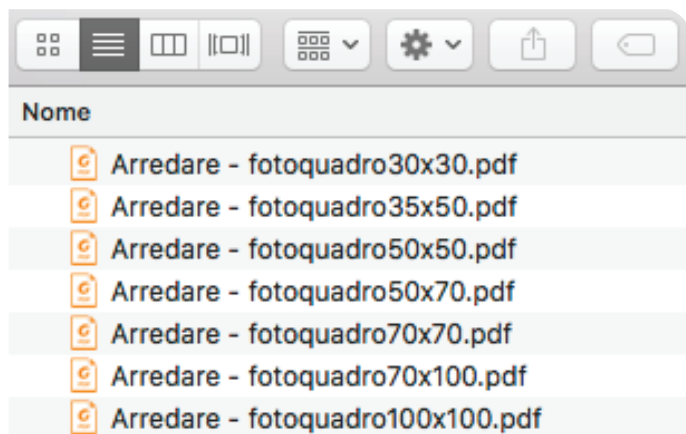 Nome
Arredare - fotoquadro30x30.pdf
Arredare - fotoquadro35x50.pdf
Arredare - fotoquadro50x50.pdf
Arredare - fotoquadro50x70.pdf
Arredare - fotoquadro70x70.pdf
Arredare - fotoquadro70x100.pdf
Arredare - fotoquadro100x100.pdf